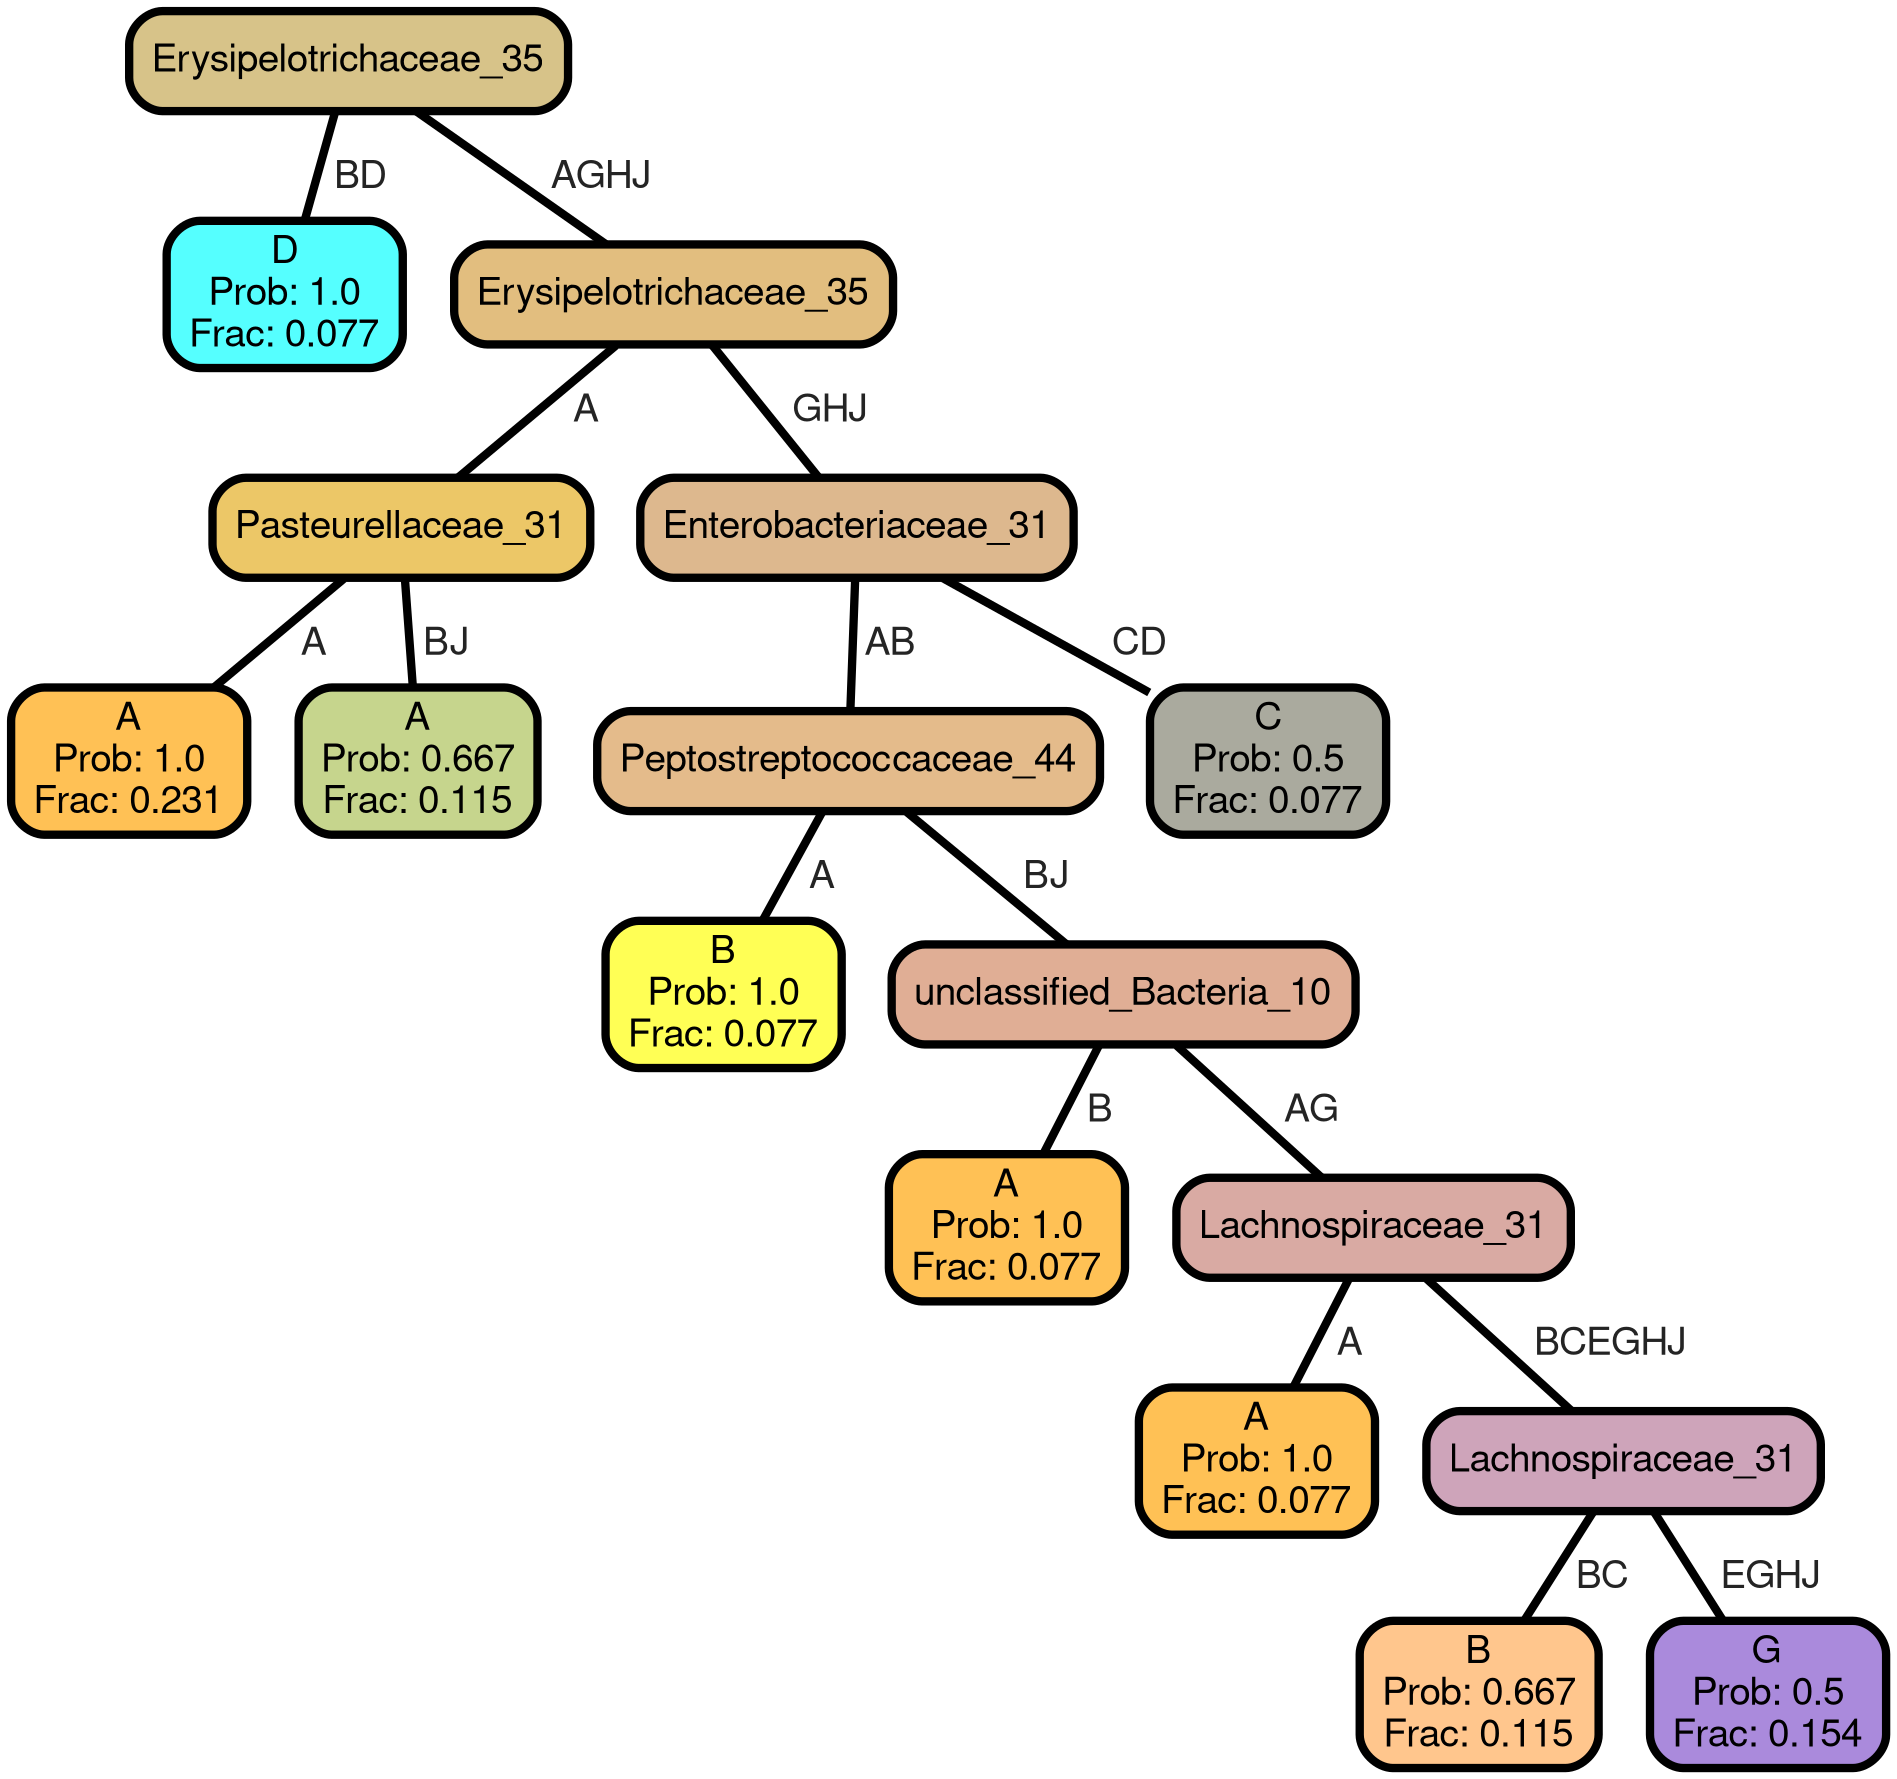 Erysipelotrichaceae_35
BD
AGHJ
D
Prob: 1.0
Frac: 0.077
Erysipelotrichaceae_35
A
GHJ
Pasteurellaceae_31
Enterobacteriaceae_31
A
BJ
AB
CD
A
Prob: 1.0
Frac: 0.231
A
Prob: 0.667
Frac: 0.115
Peptostreptococcaceae_44
C
Prob: 0.5
Frac: 0.077
A
BJ
B
Prob: 1.0
Frac: 0.077
unclassified_Bacteria_10
B
AG
A
Prob: 1.0
Frac: 0.077
Lachnospiraceae_31
A
BCEGHJ
A
Prob: 1.0
Frac: 0.077
Lachnospiraceae_31
BC
EGHJ
B
Prob: 0.667
Frac: 0.115
G
Prob: 0.5
Frac: 0.154